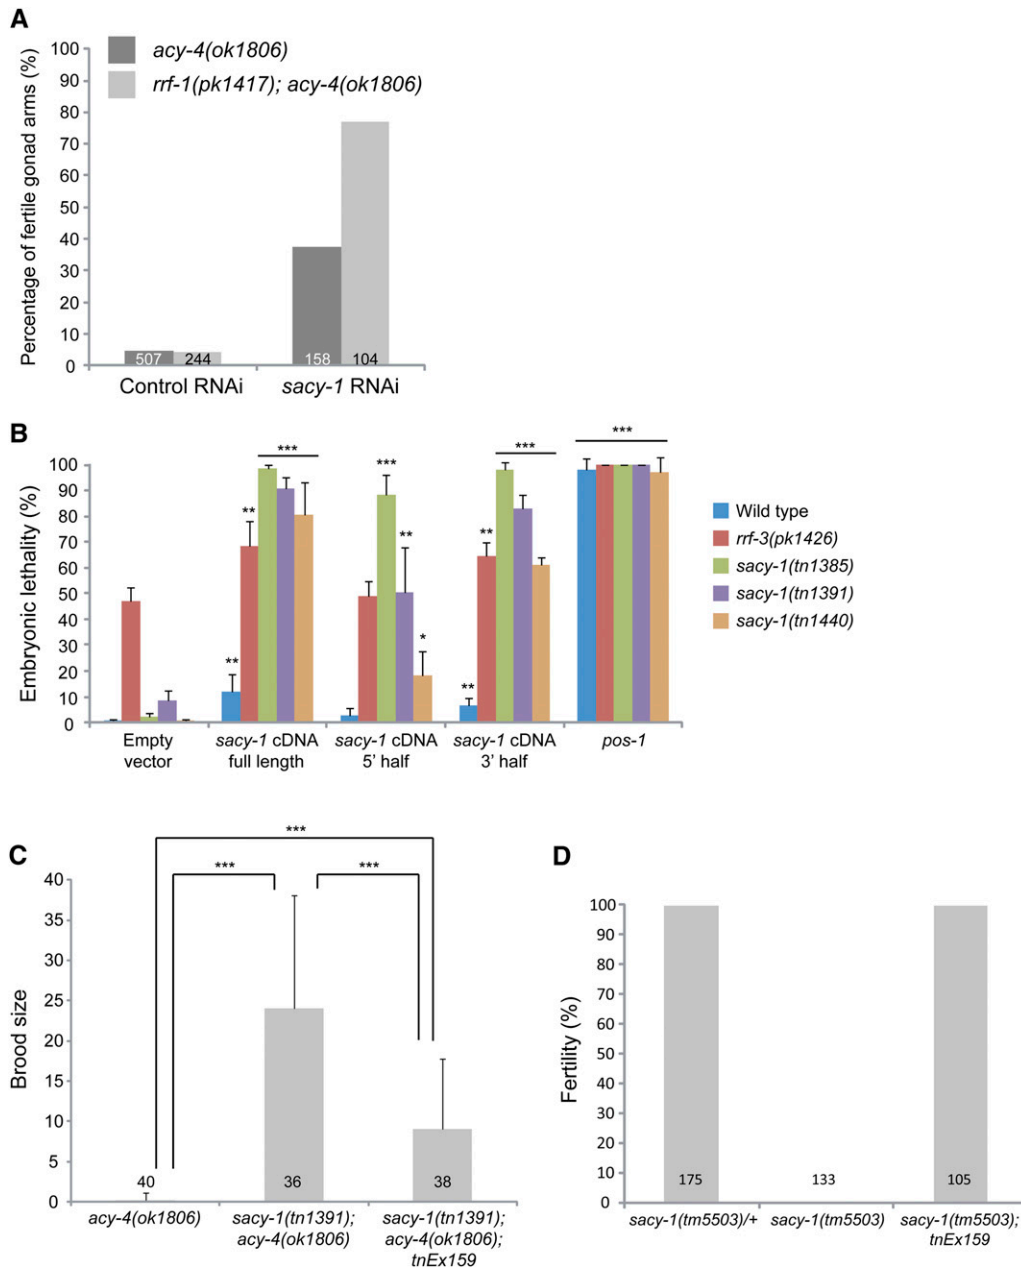 A
acy-4(ok1806)
rrf-1(pk1417); acy-4(ok1806)
Percentage of fertile gonad arms (%)
100
90
80
70
60
50
40
30
20
10
0
507 244 158 104
Control RNAi sacy-1 RNAi
B
Embryonic lethality (%)
100
90
80
70
60
50
40
30
20
10
0
** ** *** *** ** * ** ** *** ***
Wild type
rrf-3(pk1426)
sacy-1(tn1385)
sacy-1(tn1391)
sacy-1(tn1440)
Empty vector
sacy-1 cDNA full length
sacy-1 cDNA 5' half
sacy-1 cDNA 3' half
pos-1
C
***
*** ***
Brood size
40
35
30
25
20
15
10
5
0
40 36 38
acy-4(ok1806)
sacy-1(tn1391);
acy-4(ok1806)
sacy-1(tn1391);
acy-4(ok1806);
tnEx159
D
Fertility (%)
100
90
80
70
60
50
40
30
20
10
0
175 133 105
sacy-1(tm5503)/+
sacy-1(tm5503)
sacy-1(tm5503);
tnEx159